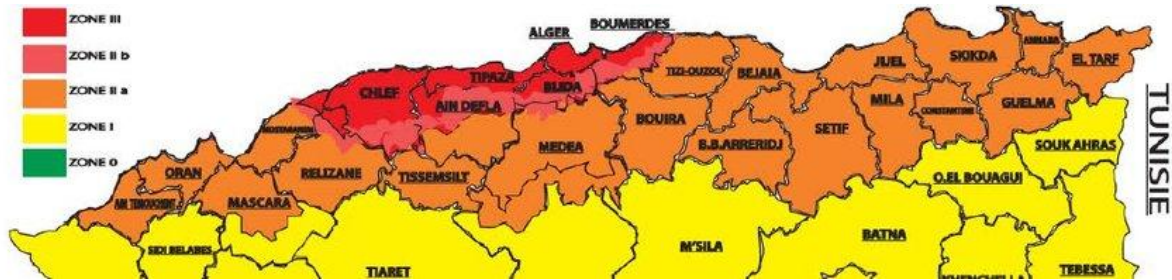 ZONE III
ZONE II b
ZONE II a
ZONE I
ZONE 0
ALGER
BOUMERDES
ANNABA
SKIKDA
EL TARF
JIJEL
TIZI-OUZOU
BEJAIA
TIPAZA
BLIDA
CHLEF
AIN DEFLA
MILA
CONSTANTINE
GUELMA
BOUIRA
SETIF
MOSTAGANEM
MEDEA
B.B.ARRERIDJ
SOUK AHRAS
TUNISIE
ORAN
RELIZANE
TISSEMSILT
O.EL BOUAGUI
AIN TEMOUCHENT
MASCARA
SIDI BELABES
M'SILA
BATNA
TIARET
KHENCHELLA
TEBESSA